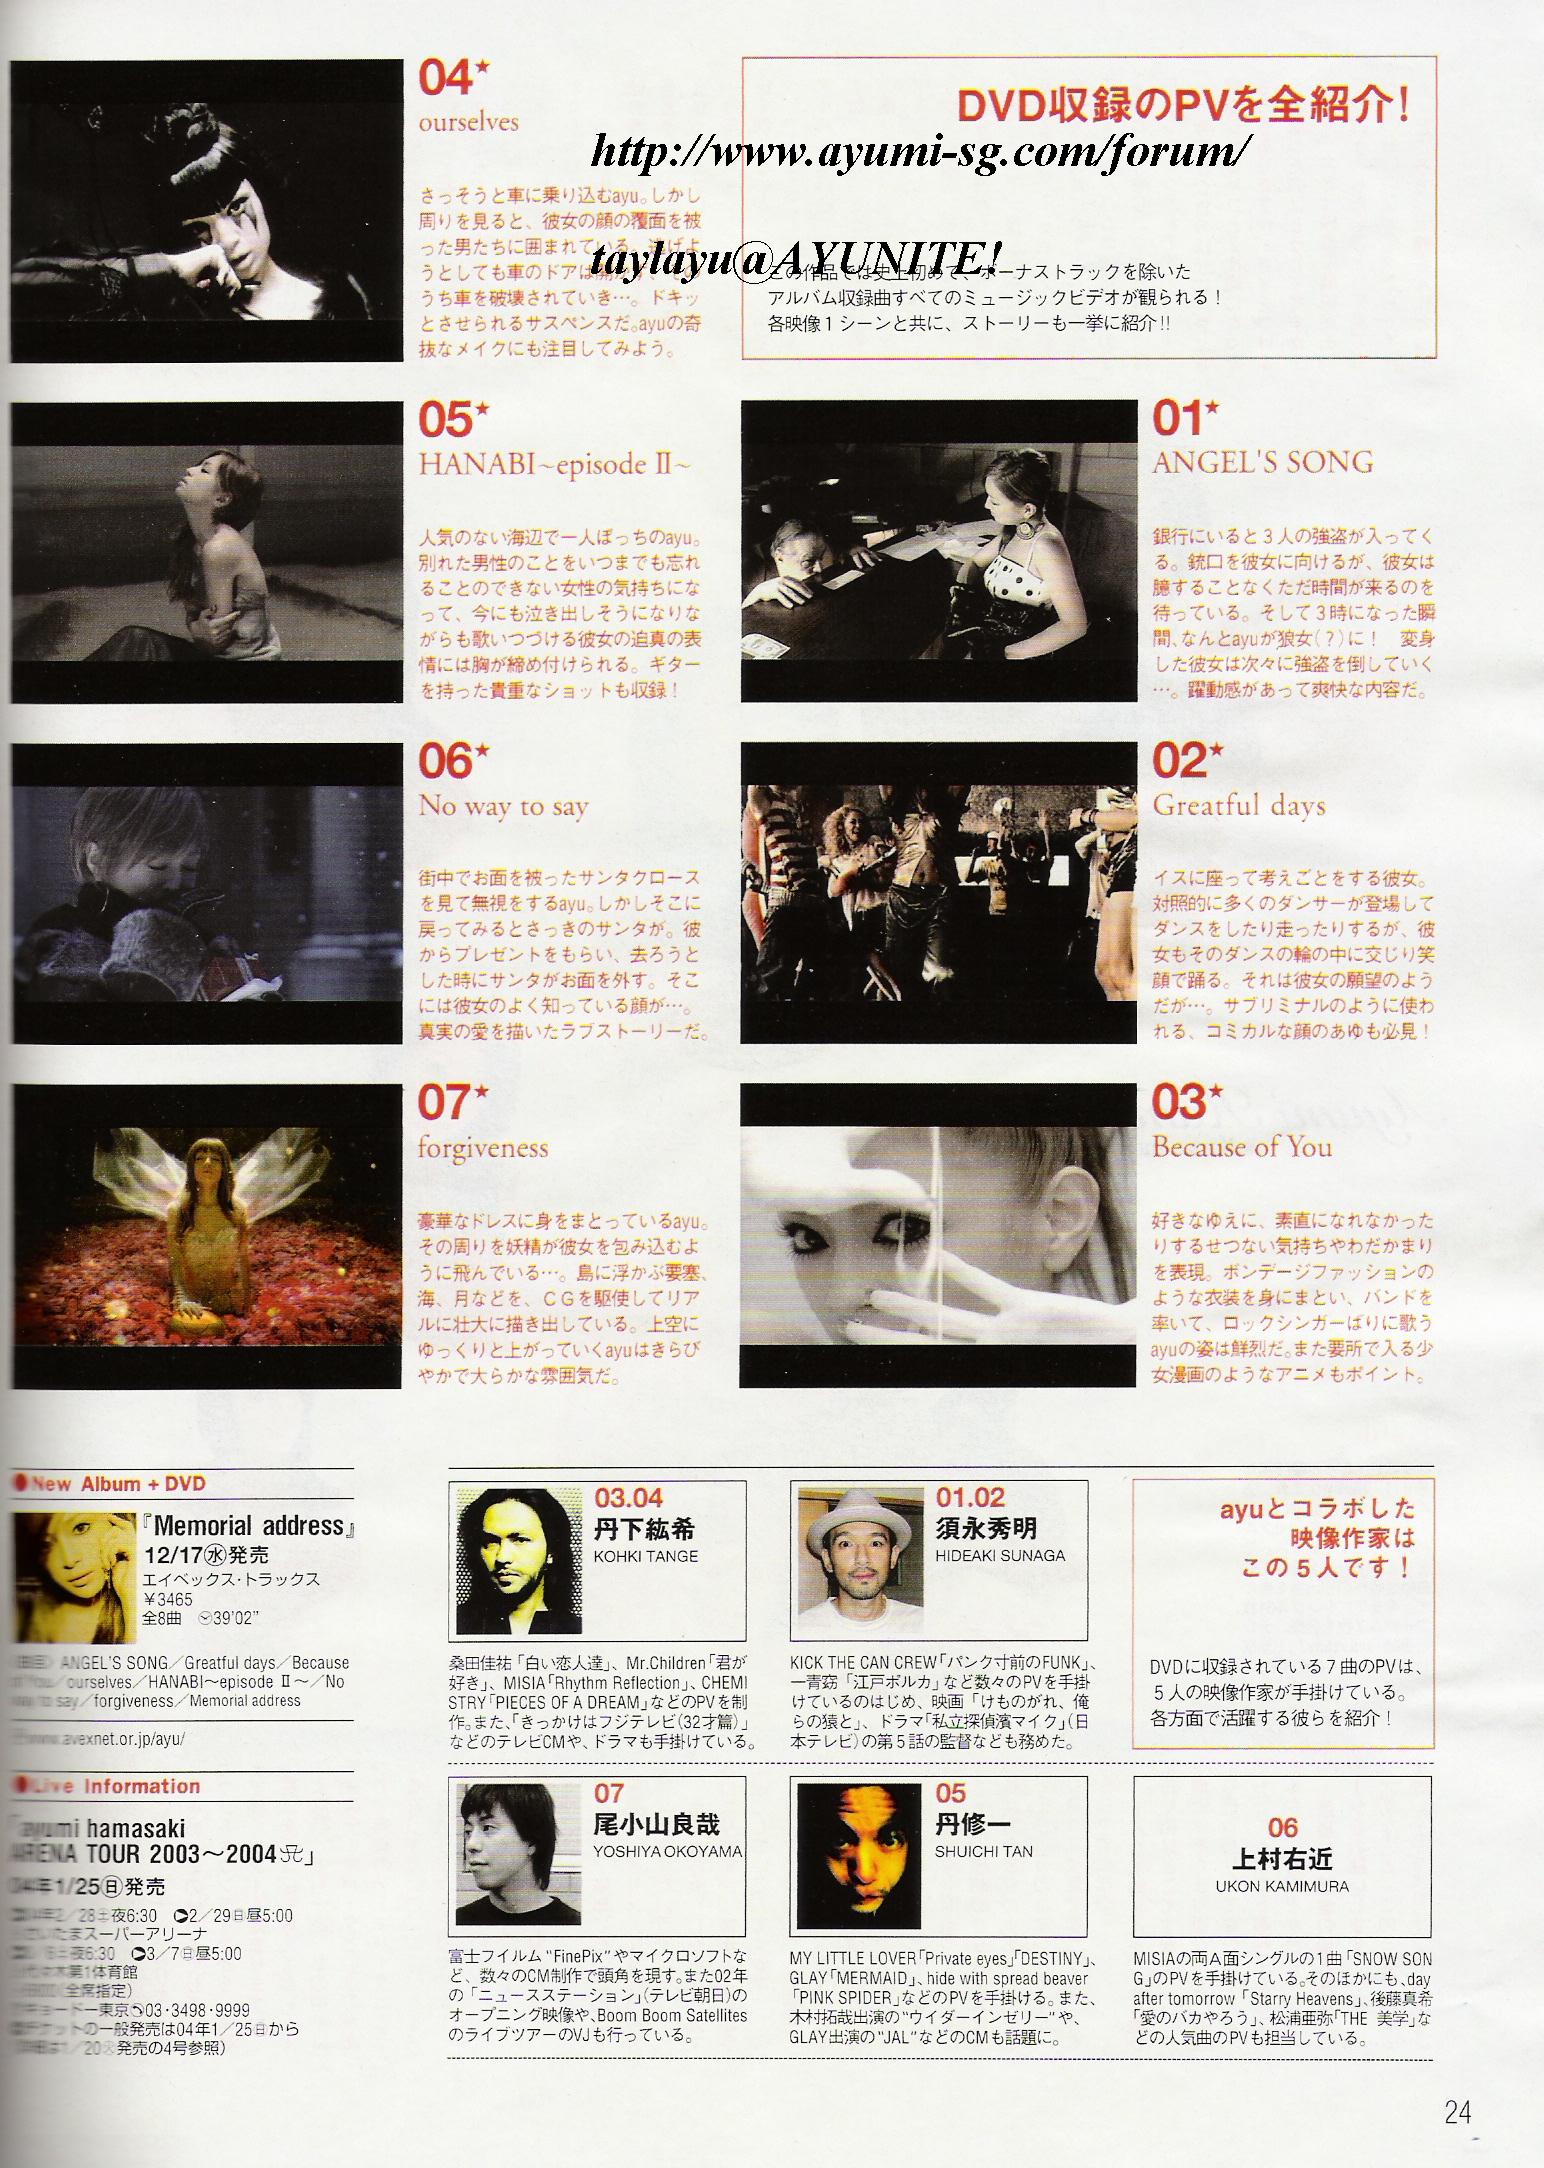 DVD収録のPVを全紹介!
http://www.ayumi-sg.com/forum/
taylayu@AYUNITE!
この作品では史上初めて、ボーナストラックを除いた
アルバム収録曲すべてのミュージックビデオが観られる!
各映像1シーンと共に、ストーリーも一挙に紹介!!
01★
ANGEL'S SONG
銀行にいると3人の強盗が入ってく
る。銃口を彼女に向けるが、彼女は
臆することなくただ時間が来るのを
待っている。そして3時になった瞬
間、なんとayuが狼女(?)に! 変身
した彼女は次々に強盗を倒していく
…。躍動感があって爽快な内容だ。
02★
Greatful days
イスに座って考えごとをする彼女。
対照的に多くのダンサーが登場して
ダンスをしたり走ったりするが、彼
女もそのダンスの輪の中に交じり笑
顔で踊る。それは彼女の願望のよう
だが…。サブリミナルのように使わ
れる、コミカルな顔のあゆも必見!
03★
Because of You
好きなゆえに、素直になれなかった
りするせつない気持ちやわだかまり
を表現。ボンデージファッションの
ような衣装を身にまとい、バンドを
率いて、ロックシンガーばりに歌う
ayuの姿は鮮烈だ。また要所で入る少
女漫画のようなアニメもポイント。
04★
ourselves
さっそうと車に乗り込むayu。しかし
周りを見ると、彼女の顔の覆面を被
った男たちに囲まれている。逃げよ
うとしても車のドアは開かず、
うち車を破壊されていき…。ドキッ
とさせられるサスペンスだ。ayuの奇
抜なメイクにも注目してみよう。
05★
HANABI~episode II~
人気のない海辺で一人ぼっちのayu。
別れた男性のことをいつまでも忘れ
ることのできない女性の気持ちにな
って、今にも泣き出しそうになりな
がらも歌いつづける彼女の迫真の表
情には胸が締め付けられる。ギター
を持った貴重なショットも収録!
06★
No way to say
街中でお面を被ったサンタクロース
を見て無視をするayu。しかしそこに
戻ってみるとさっきのサンタが。彼
からプレゼントをもらい、去ろうと
した時にサンタがお面を外す。そこ
には彼女のよく知っている顔が…。
真実の愛を描いたラブストーリーだ。
07★
forgiveness
豪華なドレスに身をまとっているayu。
その周りを妖精が彼女を包み込むよ
うに飛んでいる…。島に浮かぶ要塞、
海、月などを、CGを駆使してリア
ルに壮大に描き出している。上空に
ゆっくりと上がっていくayuはきらび
やかで大らかな雰囲気だ。
ayuとコラボした
映像作家は
この5人です!
DVDに収録されている7曲のPVは、
5人の映像作家が手掛けている。
各方面で活躍する彼らを紹介!
01.02
須永秀明
HIDEAKI SUNAGA
KICK THE CAN CREW「パンク寸前のFUNK」、
一青窈「江戸ポルカ」など数々のPVを手掛
けているのはじめ、映画「けものがれ、俺
らの猿と」、ドラマ「私立探偵濱マイク」(日
本テレビ)の第5話の監督なども務めた。
03.04
丹下紘希
KOHKI TANGE
桑田佳祐「白い恋人達」、Mr.Children「君が
好き」、MISIA「Rhythm Reflection」、CHEMI
STRY「PIECES OF A DREAM」などのPVを制
作。また、「きっかけはフジテレビ(32才篇)」
などのテレビCMや、ドラマも手掛けている。
06
上村右近
UKON KAMIMURA
MISIAの両A面シングルの1曲「SNOW SON
G」のPVを手掛けている。そのほかにも、day
after tomorrow「Starry Heavens」、後藤真希
「愛のバカやろう」、松浦亜弥「THE 美学」な
どの人気曲のPVも担当している。
05
丹修一
SHUICHI TAN
MY LITTLE LOVER「Private eyes」「DESTINY」、
GLAY「MERMAID」、hide with spread beaver
「PINK SPIDER」などのPVを手掛ける。また、
木村拓哉出演の"ウイダーインゼリー"や、
GLAY出演の"JAL"などのCMも話題に。
07
尾小山良哉
YOSHIYA OKOYAMA
富士フイルム"FinePix"やマイクロソフトな
ど、数々のCM制作で頭角を現す。また02年
の「ニュースステーション」(テレビ朝日)の
オープニング映像や、Boom Boom Satellites
のライブツアーのVJも行っている。
●New Album + DVD
『Memorial address』
12/17㊌発売
エイベックス・トラックス
¥3465
全8曲 39'02"
ANGEL'S SONG/Greatful days/Because
of You/ourselves/HANABI~episode II~/No
way to say/forgiveness/Memorial address
www.avexnet.or.jp/ayu/
●Live Information
「ayumi hamasaki
ARENA TOUR 2003~2004 A」
04年1/25㊐発売
2/28㊏夜6:30 ▶2/29㊐昼5:00
さいたまスーパーアリーナ
㊏夜6:30 ▶3/7㊐昼5:00
代々木第1体育館
(全席指定)
キョードー東京 03・3498・9999
チケットの一般発売は04年1/25㊐から
1/20㊋発売の4号参照)
24